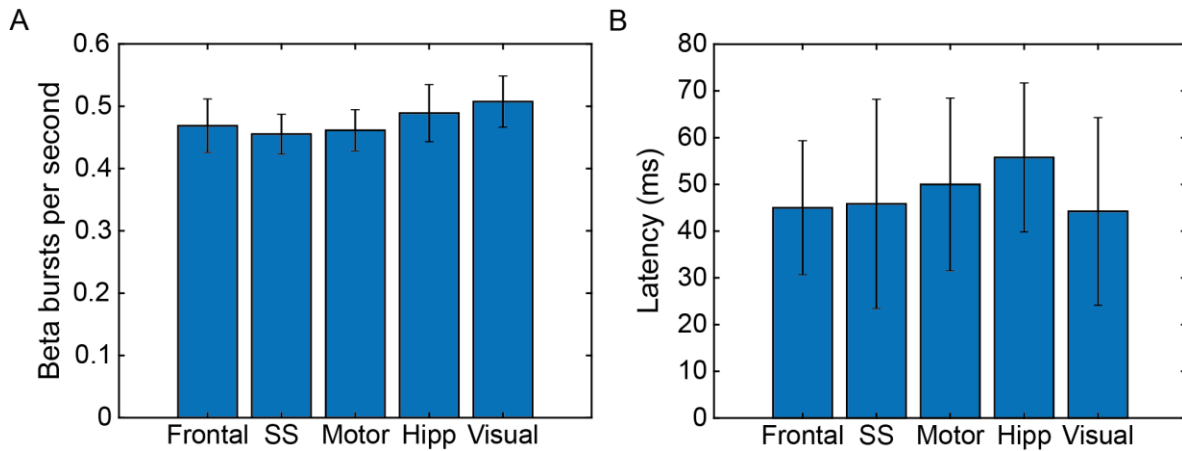 A
Beta bursts per second
0.6
0.5
0.4
0.3
0.2
0.1
0
Frontal SS Motor Hipp Visual
B
Latency (ms)
80
70
60
50
40
30
20
10
0
Frontal SS Motor Hipp Visual